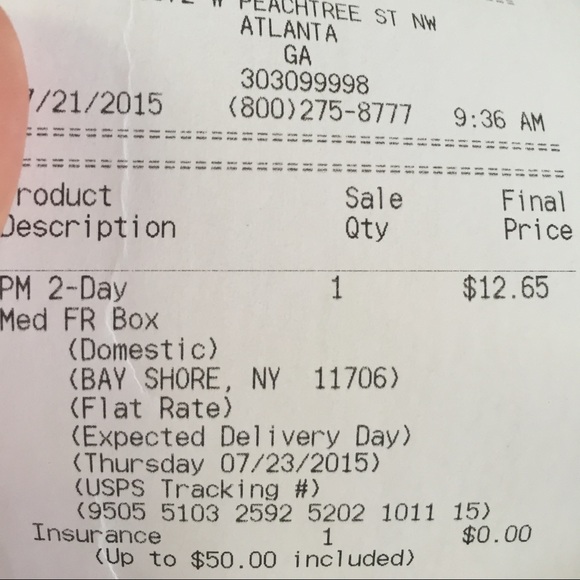 W PEACHTREE ST NW
ATLANTA
GA
303099998
/21/2015 (800)275-8777 9:36 AM
========================================
========================================
roduct Sale Final
Description Qty Price
PM 2-Day 1 $12.65
Med FR Box
(Domestic)
(BAY SHORE, NY 11706)
(Flat Rate)
(Expected Delivery Day)
(Thursday 07/23/2015)
(USPS Tracking #)
(9505 5103 2592 5202 1011 15)
Insurance 1 $0.00
(Up to $50.00 included)